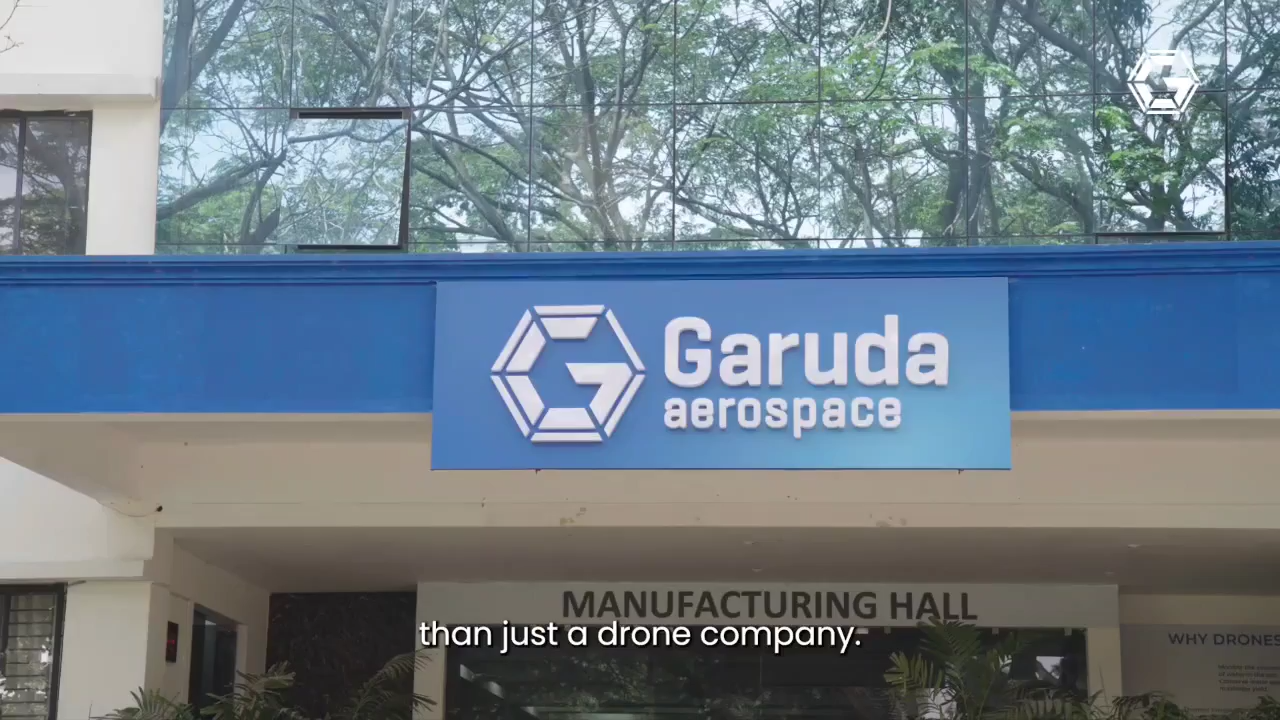 Garuda
aerospace
MANUFACTURING HALL
than just a drone company.
WHY DRONES